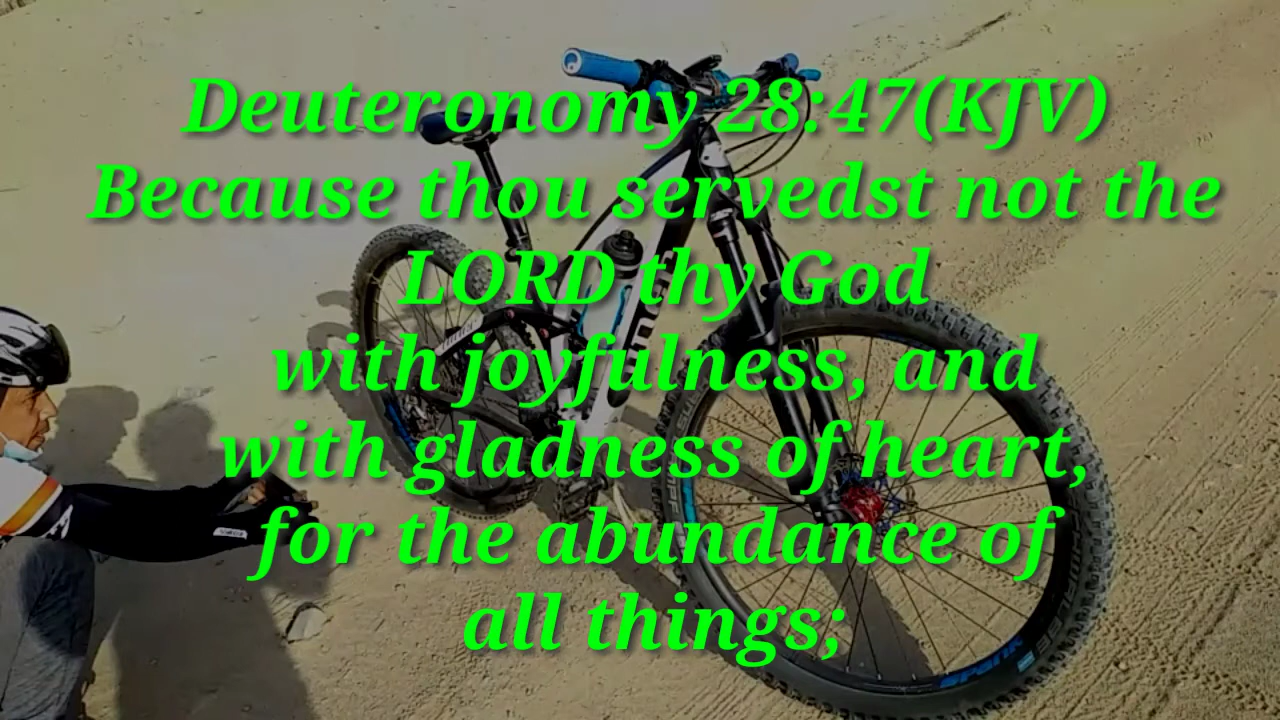 Deuteronomy 28:47(KJV)
Because thou servedst not the
LORD thy God
with joyfulness, and
with gladness of heart,
for the abundance of
all things;